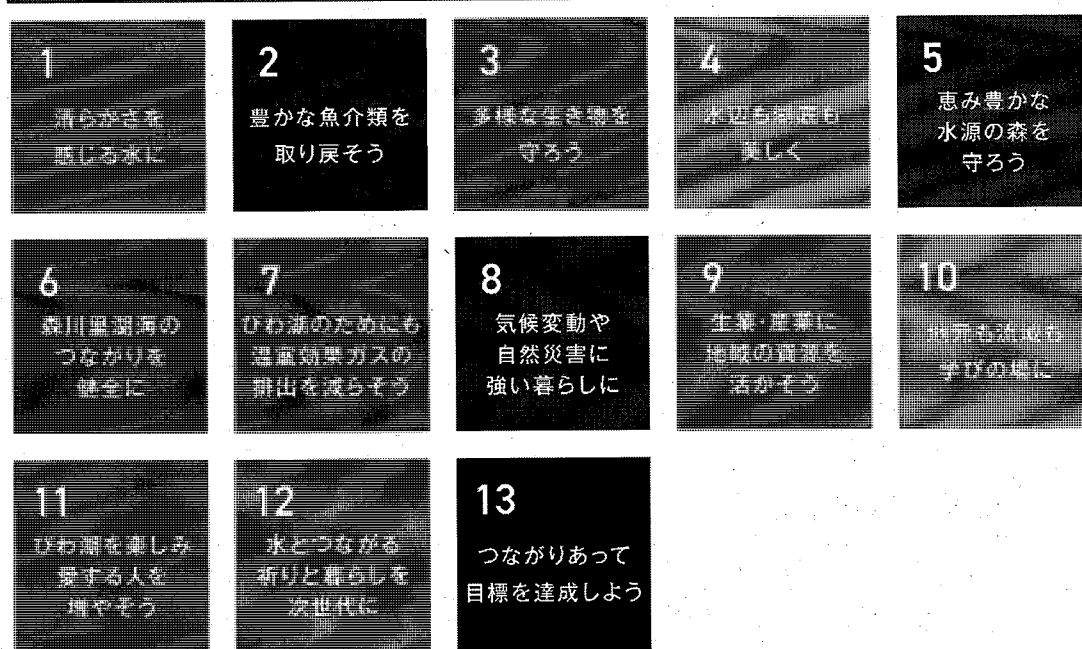 1
清らかさを
感じる水に
2
豊かな魚介類を
取り戻そう
3
多様な生き物を
守ろう
4
水辺も湖底も
美しく
5
恵み豊かな
水源の森を
守ろう
6
森川里湖海の
つながりを
健全に
7
びわ湖のためにも
温室効果ガスの
排出を減らそう
8
気候変動や
自然災害に
強い暮らしに
9
生業・産業に
地域の資源を
活かそう
10
地元も流域も
学びの場に
11
びわ湖を楽しみ
愛する人を
増やそう
12
水とつながる
祈りと暮らしを
次世代に
13
つながりあって
目標を達成しよう